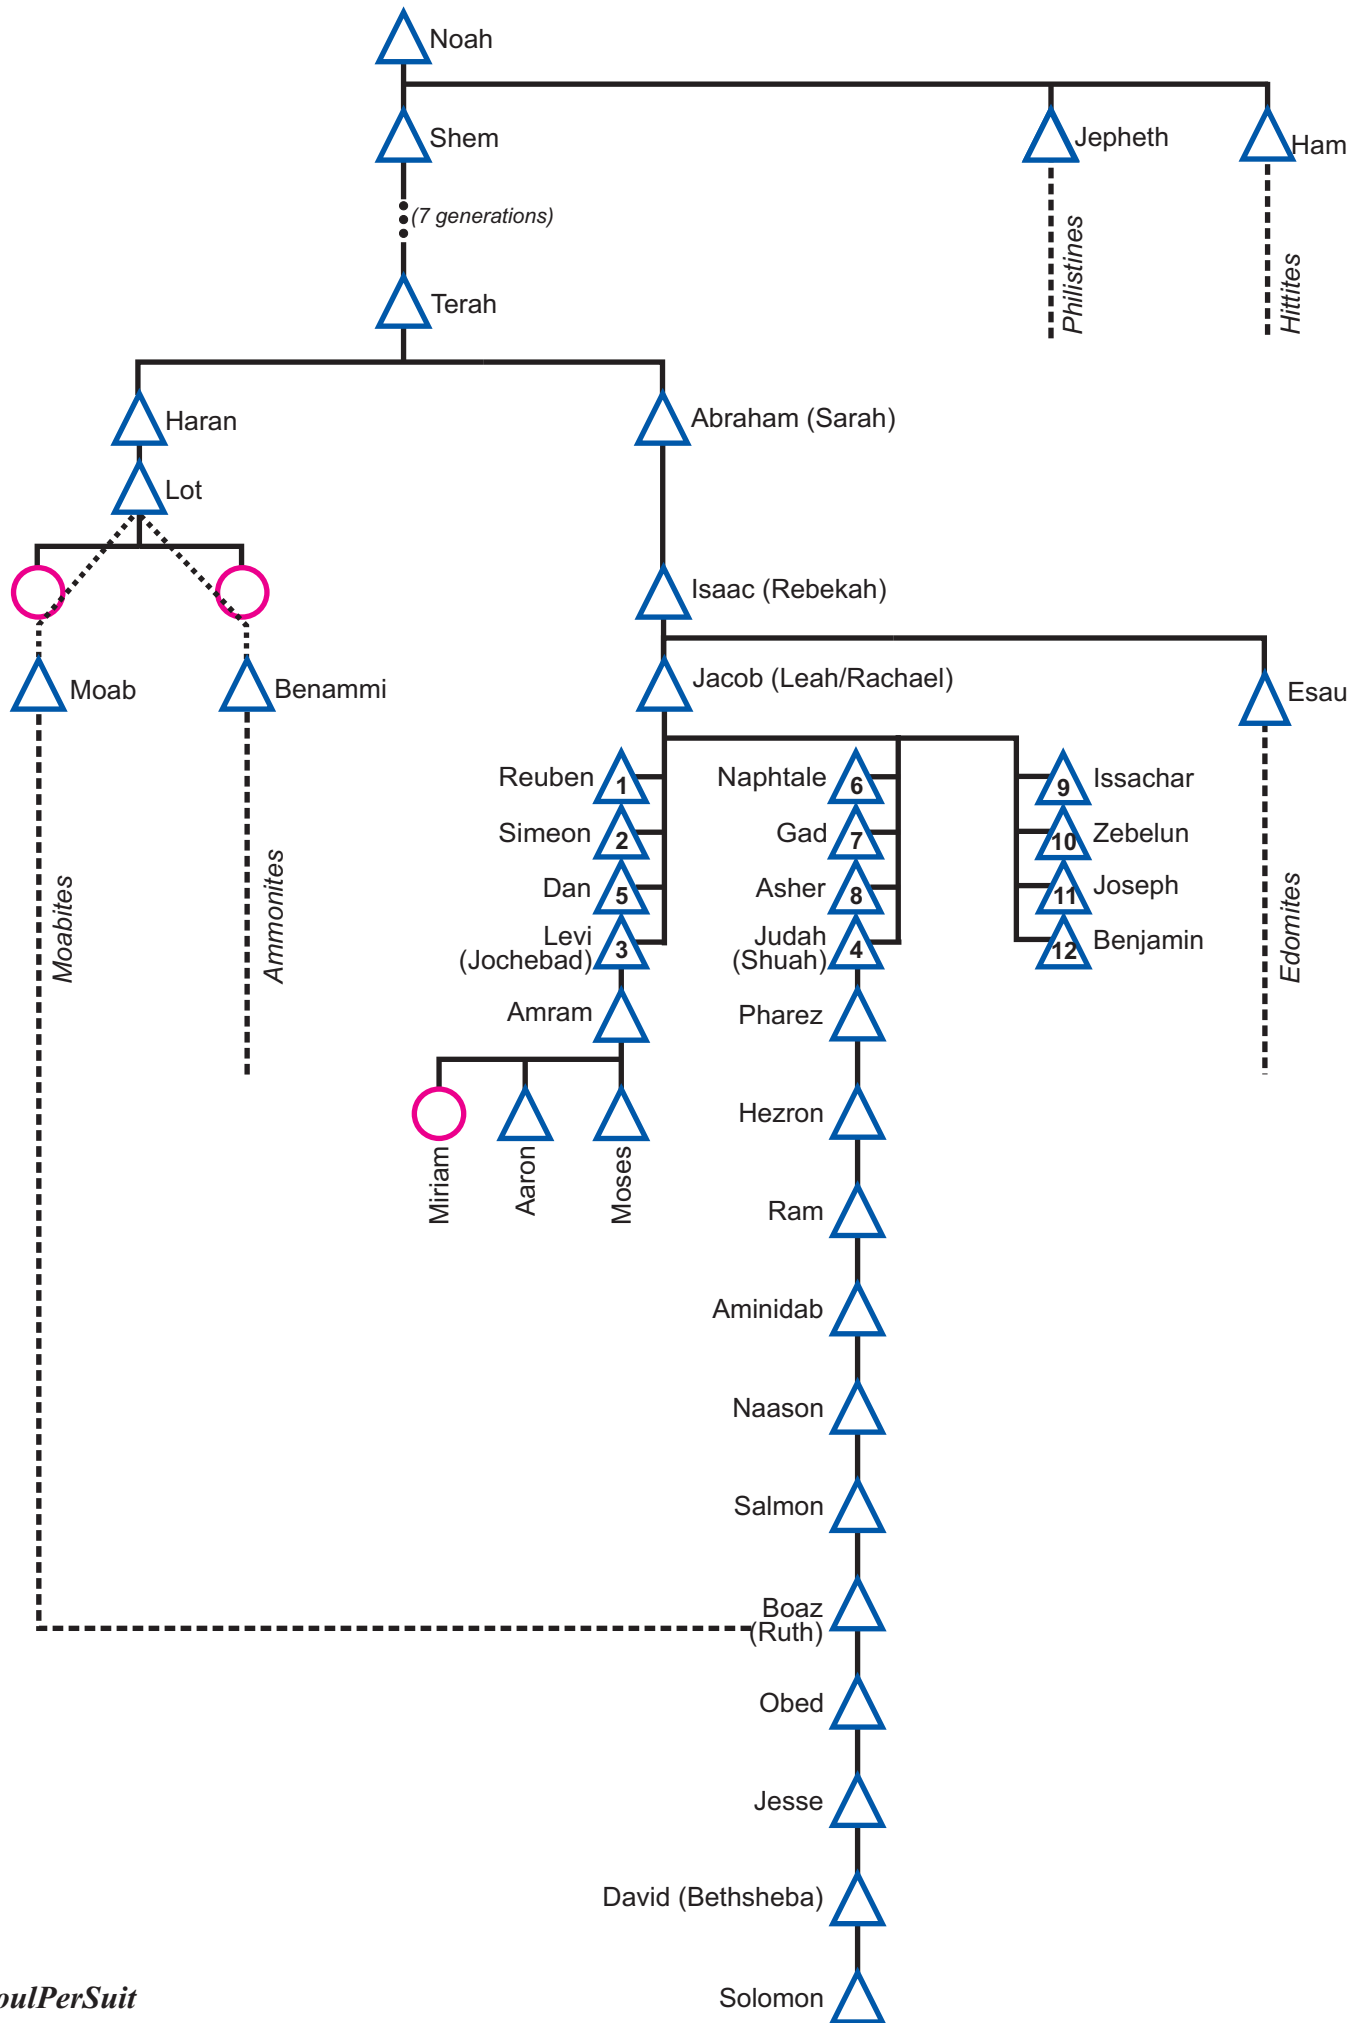 Noah
Shem
Jepheth
Ham
(7 generations)
Philistines
Hittites
Terah
Haran
Abraham (Sarah)
Lot
Isaac (Rebekah)
Moab
Benammi
Jacob (Leah/Rachael)
Esau
Reuben 1
Simeon 2
Dan 5
Levi 3
(Jochebad)
Naphtale 6
Gad 7
Asher 8
Judah 4
(Shuah)
9 Issachar
10 Zebelun
11 Joseph
12 Benjamin
Moabites
Ammonites
Edomites
Amram
Pharez
Miriam
Aaron
Moses
Hezron
Ram
Aminidab
Naason
Salmon
Boaz
(Ruth)
Obed
Jesse
David (Bethsheba)
Solomon
oulPerSuit